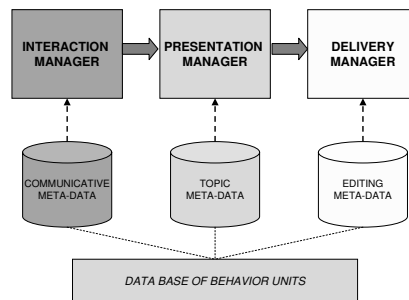 INTERACTION
MANAGER
PRESENTATION
MANAGER
DELIVERY
MANAGER
COMMUNICATIVE
META-DATA
TOPIC
META-DATA
EDITING
META-DATA
DATA BASE OF BEHAVIOR UNITS